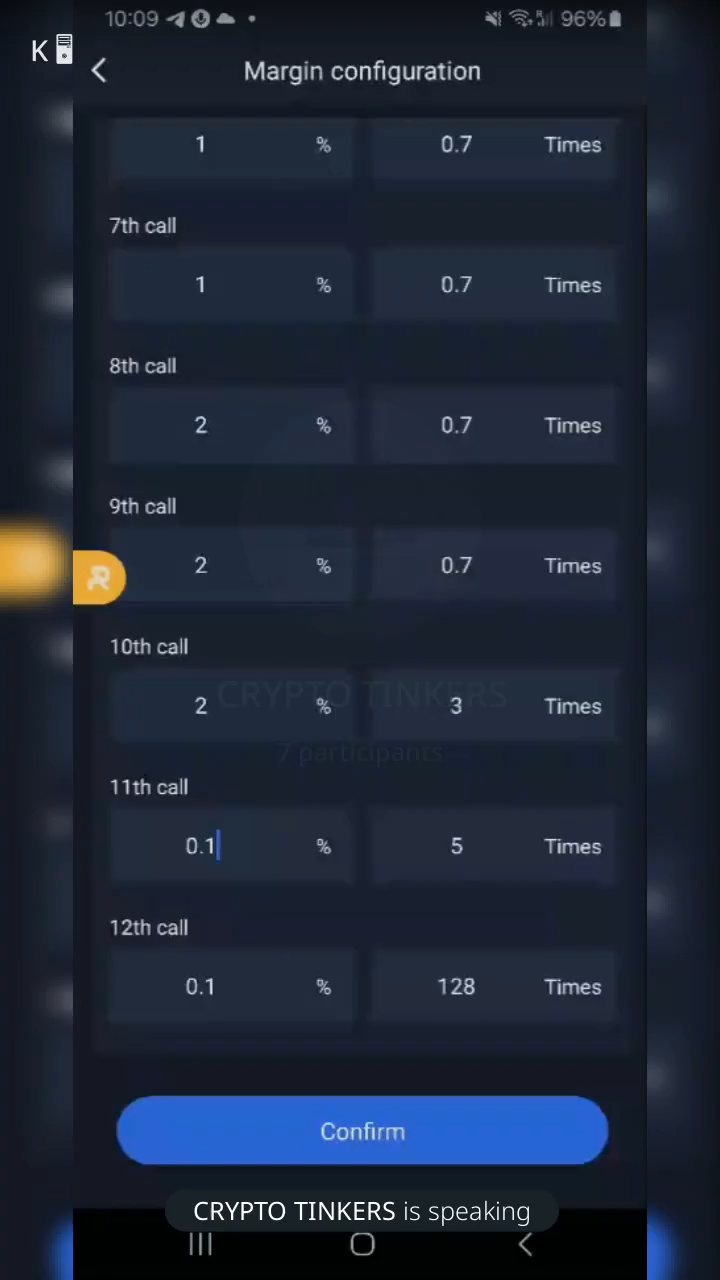 10:09 96%
K
Margin configuration
1 % 0.7 Times
7th call
1 % 0.7 Times
8th call
2 % 0.7 Times
9th call
2 % 0.7 Times
10th call
2 % 3 Times
CRYPTO TINKERS
7 participants
11th call
0.1 % 5 Times
12th call
0.1 % 128 Times
Confirm
CRYPTO TINKERS is speaking